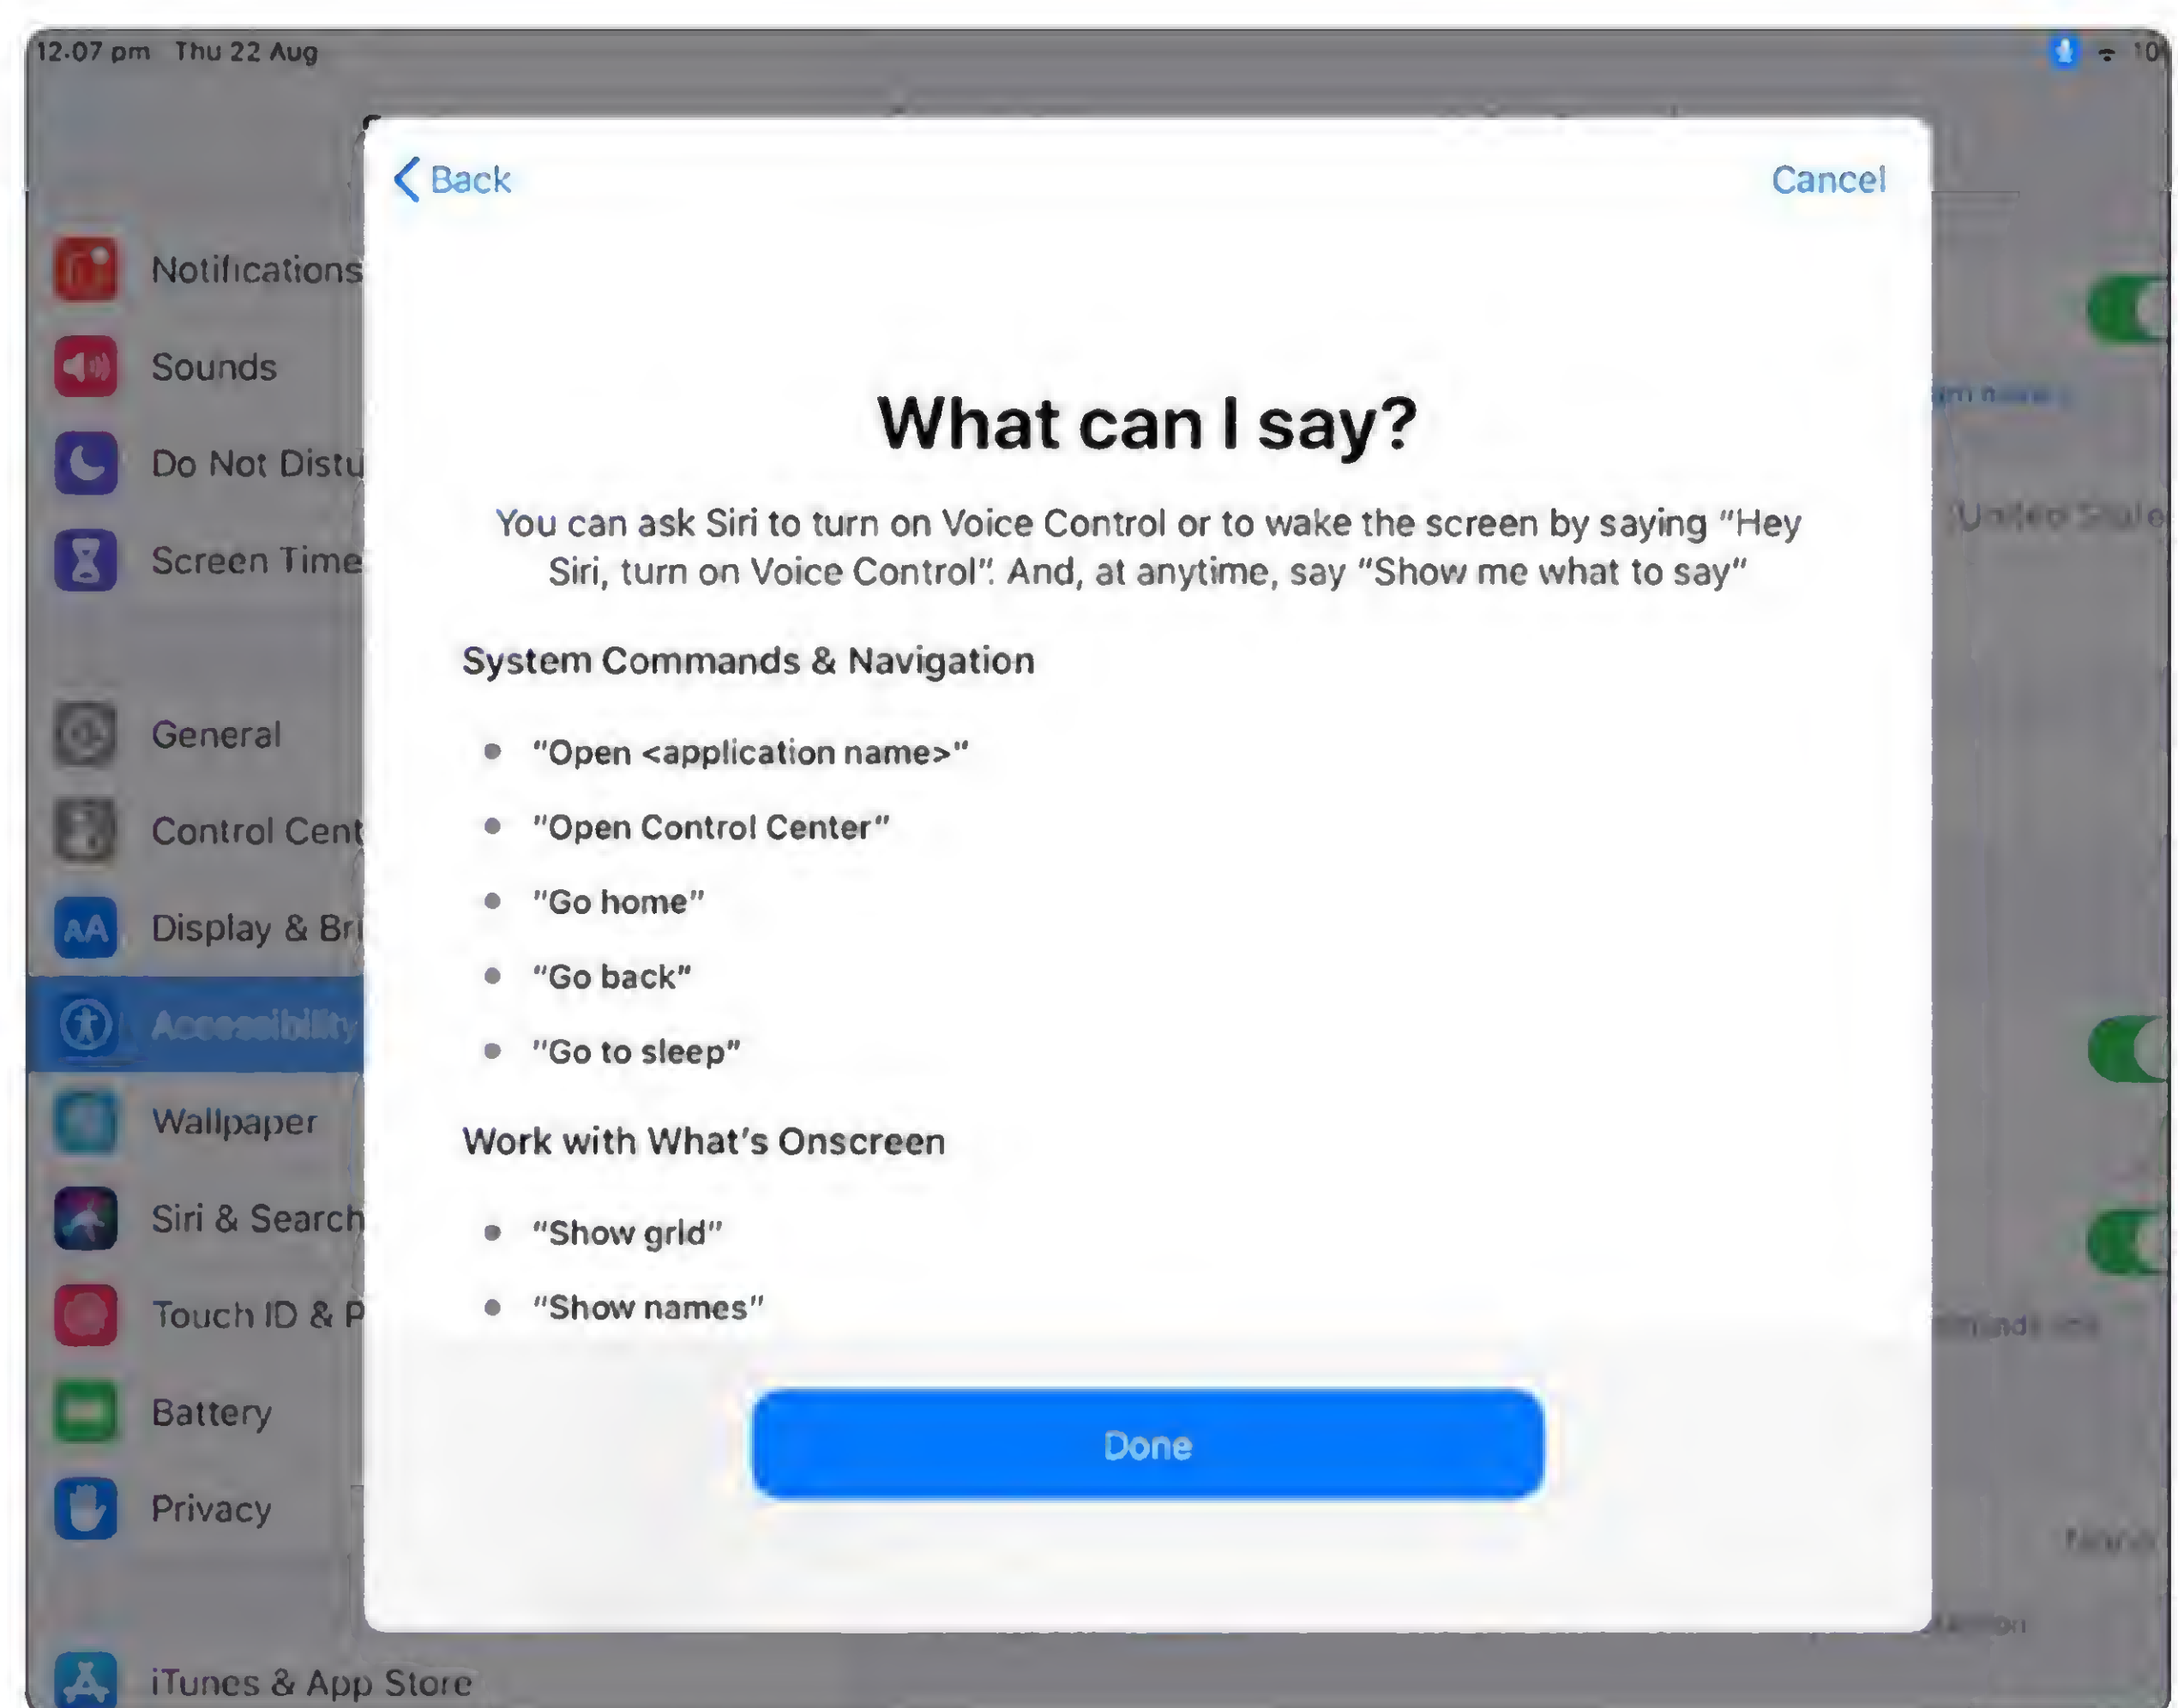 12.07 pm Thu 22 Aug
10
Back
Cancel
Notifications
Sounds
Do Not Distu
Screen Time
General
Control Cent
Display & Bri
Accessibility
Wallpaper
Siri & Search
Touch ID & P
Battery
Privacy
iTunes & App Store
What can I say?
You can ask Siri to turn on Voice Control or to wake the screen by saying "Hey
Siri, turn on Voice Control". And, at anytime, say "Show me what to say"
System Commands & Navigation
"Open <application name>"
"Open Control Center"
"Go home"
"Go back"
"Go to sleep"
Work with What's Onscreen
"Show grid"
"Show names"
Done
United State